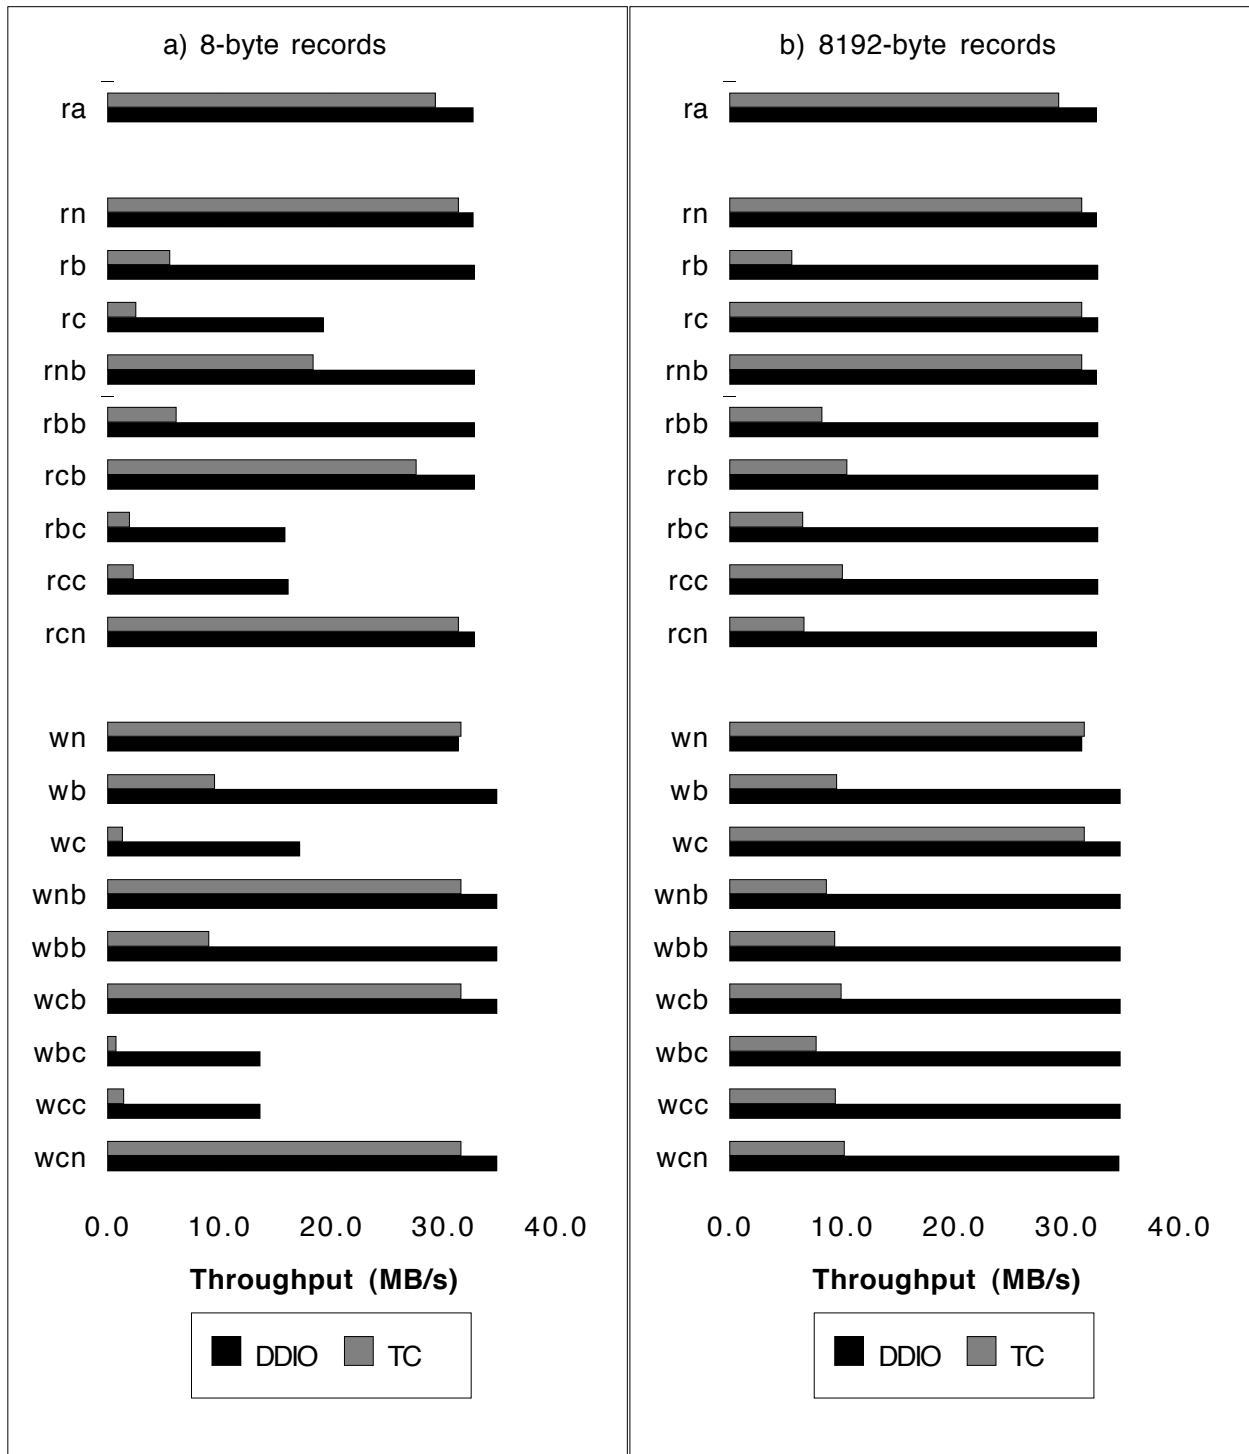 a) 8-byte records
ra
rn
rb
rc
rnb
rbb
rcb
rbc
rcc
rcn
wn
wb
wc
wnb
wbb
wcb
wbc
wcc
wcn
0.0 10.0 20.0 30.0 40.0
Throughput (MB/s)
DDIO TC
b) 8192-byte records
ra
rn
rb
rc
rnb
rbb
rcb
rbc
rcc
rcn
wn
wb
wc
wnb
wbb
wcb
wbc
wcc
wcn
0.0 10.0 20.0 30.0 40.0
Throughput (MB/s)
DDIO TC